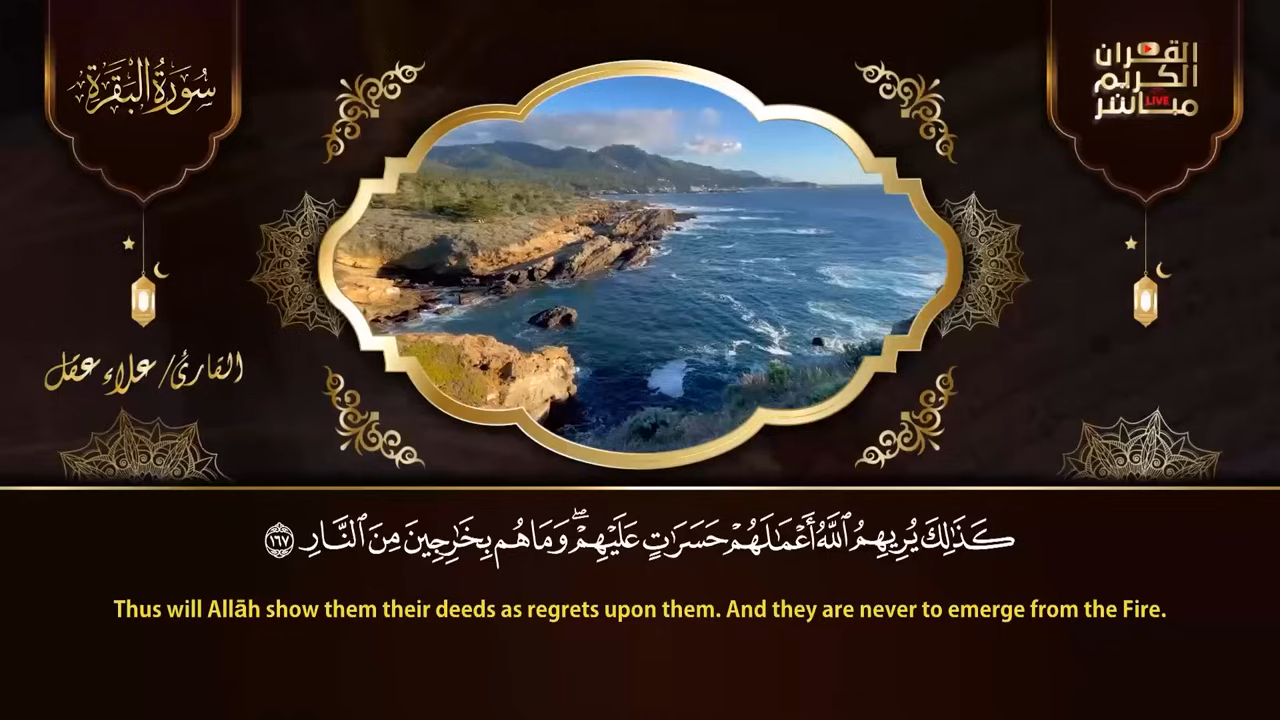 سُورَةُ البَقَرَةِ
القرآن
الكريم
مباشر
LIVE
القارئ/ علاء عقل
كَذَٰلِكَ يُرِيهِمُ ٱللَّهُ أَعْمَٰلَهُمْ حَسَرَٰتٍ عَلَيْهِمْ ۖ وَمَا هُم بِخَٰرِجِينَ مِنَ ٱلنَّارِ ١٦٧
Thus will Allāh show them their deeds as regrets upon them. And they are never to emerge from the Fire.